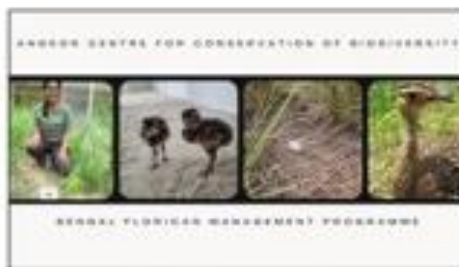 ANGKOR CENTRE FOR CONSERVATION OF BIODIVERSITY
BENGAL FLORICAN MANAGEMENT PROGRAMME